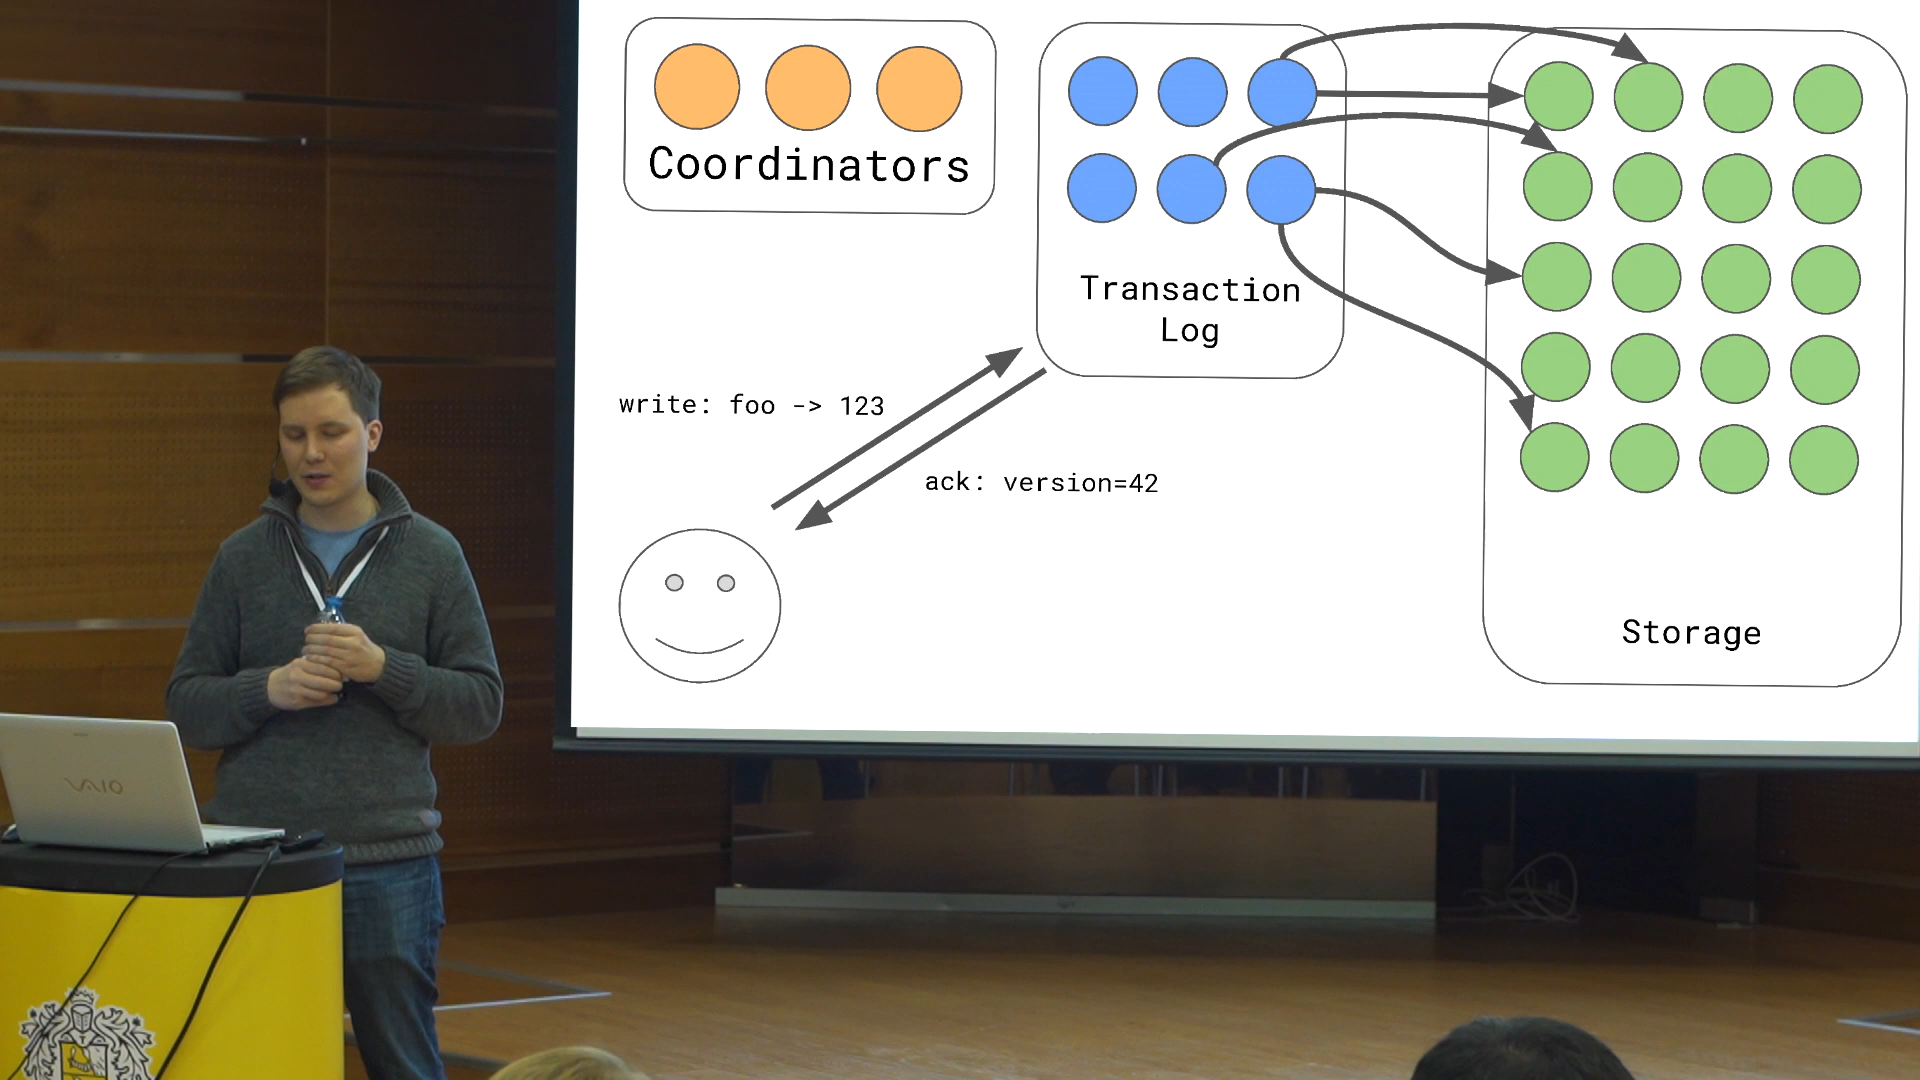 Coordinators
Transaction
Log
write: foo -> 123
ack: version=42
Storage
VAIO